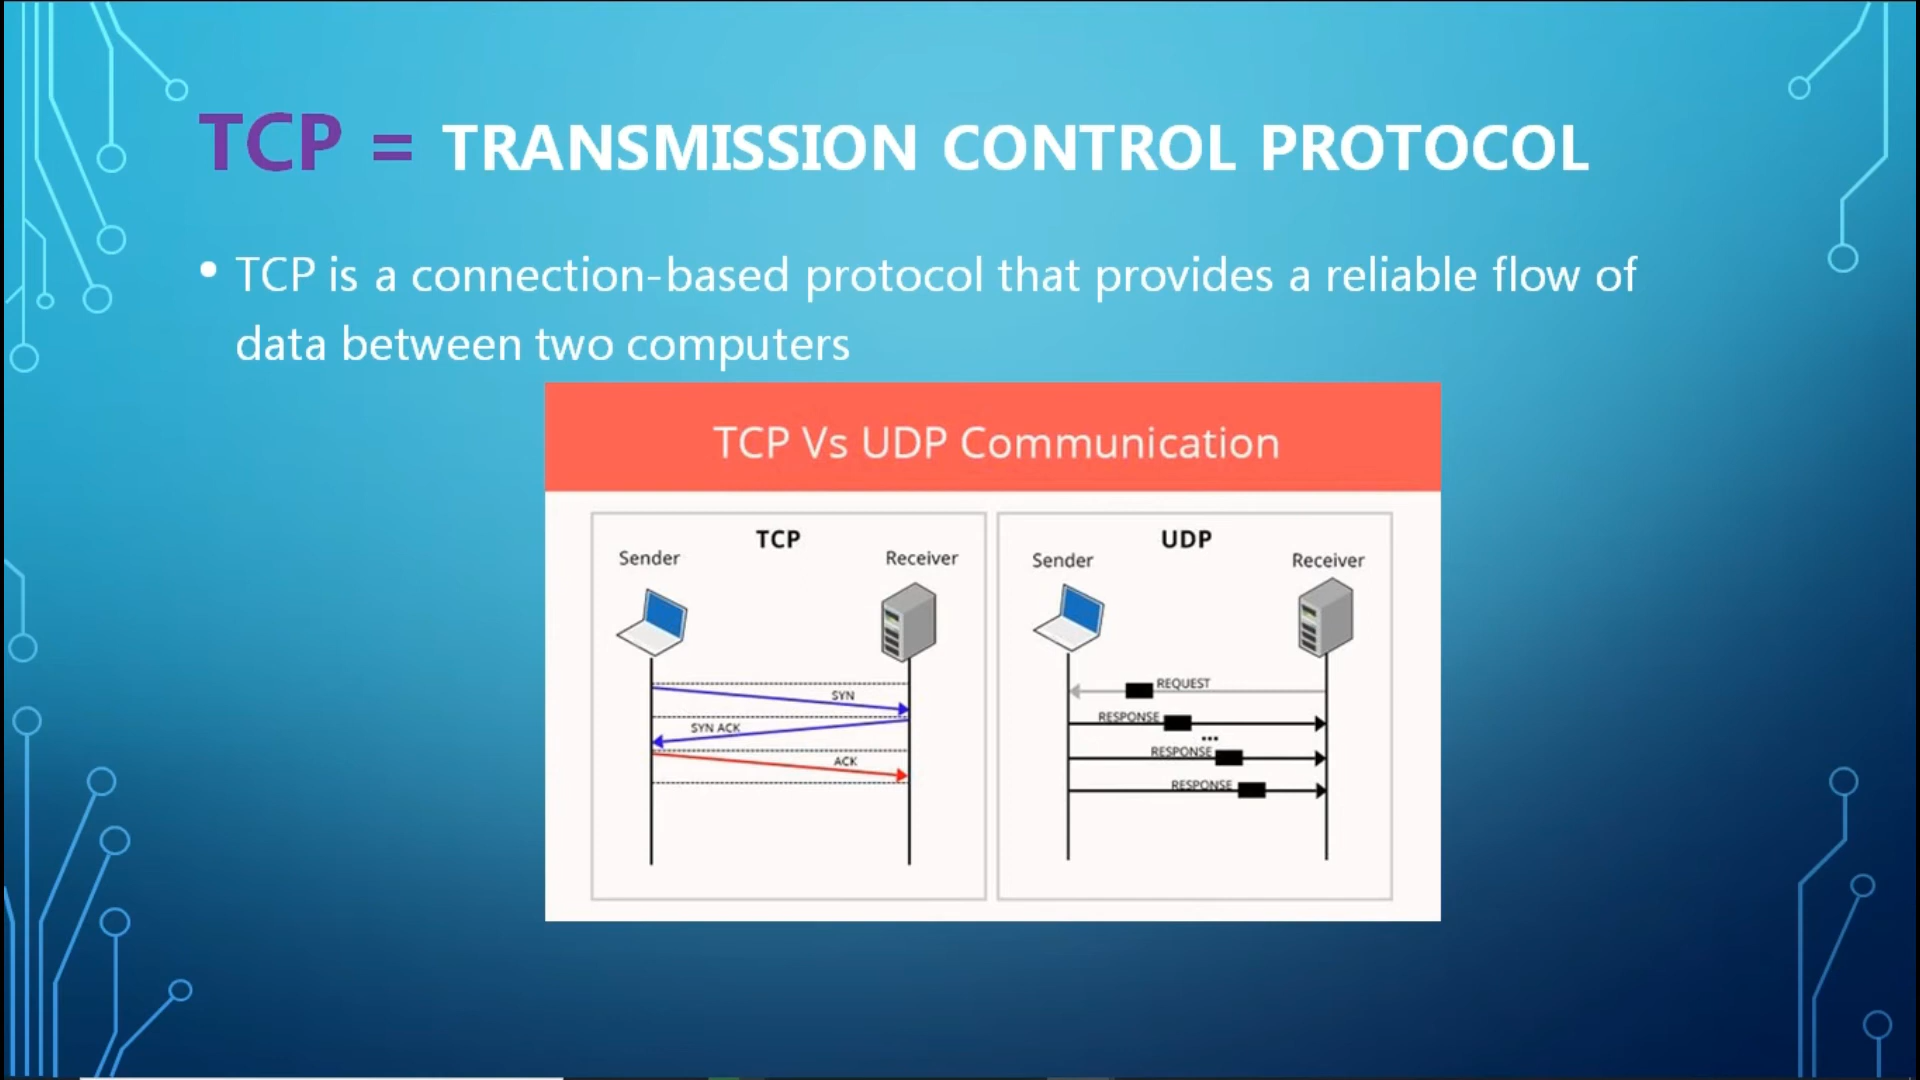 TCP = TRANSMISSION CONTROL PROTOCOL
• TCP is a connection-based protocol that provides a reliable flow of
data between two computers
TCP Vs UDP Communication
TCP
Sender
Receiver
SYN
SYN ACK
ACK
UDP
Sender
Receiver
REQUEST
RESPONSE
...
RESPONSE
RESPONSE